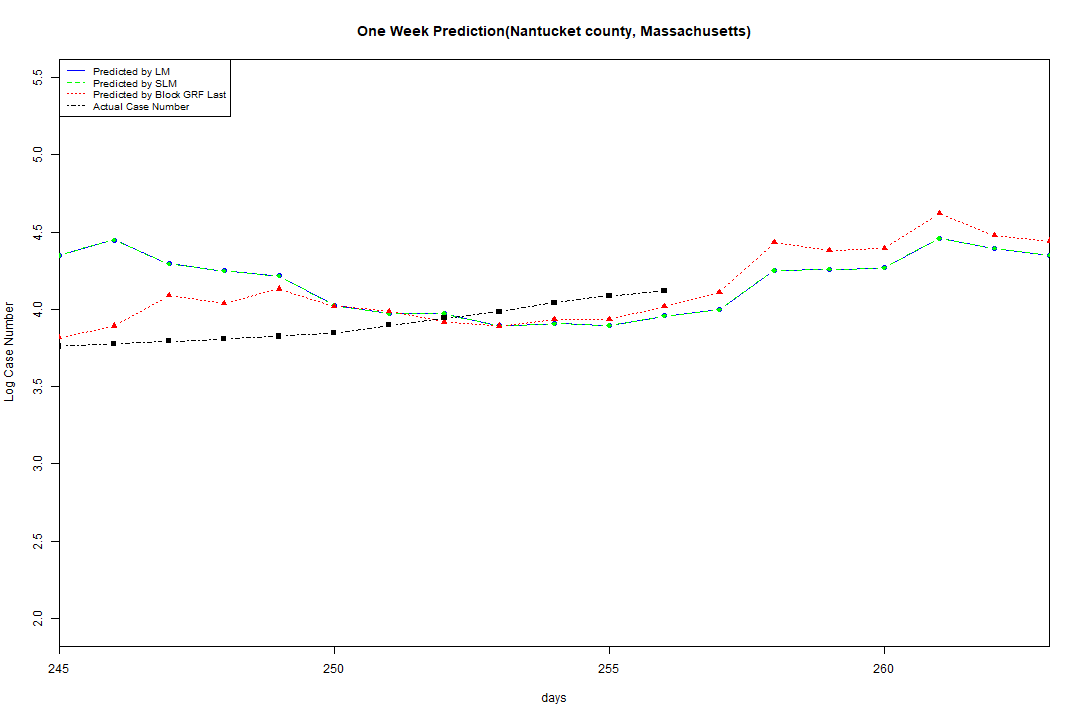 One Week Prediction(Nantucket county, Massachusetts)
Predicted by LM
Predicted by SLM
Predicted by Block GRF Last
Actual Case Number
5.5
5.0
4.5
4.0
3.5
3.0
2.5
2.0
Log Case Number
245 250 255 260
days